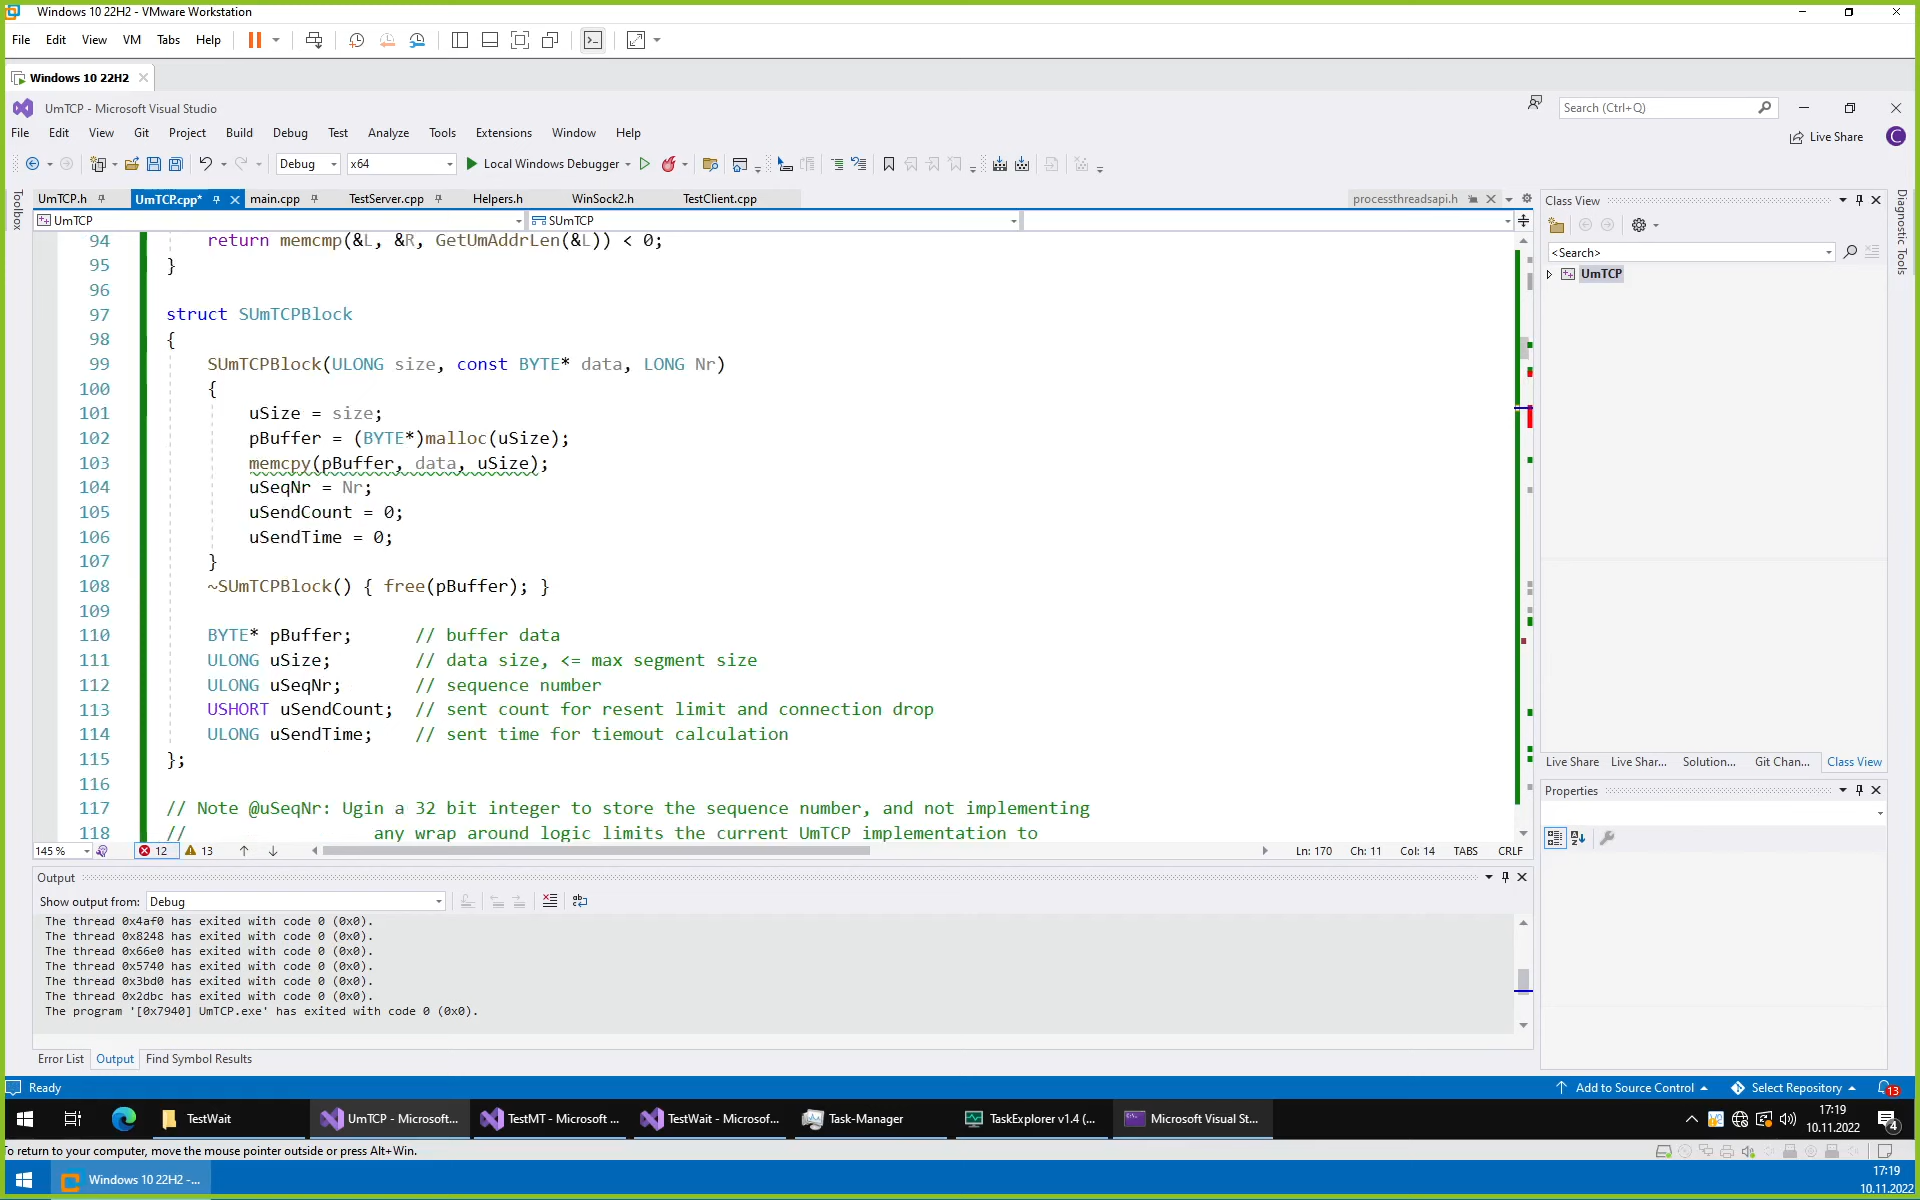 Windows 10 22H2 - VMware Workstation
File Edit View VM Tabs Help
Windows 10 22H2
UmTCP - Microsoft Visual Studio
Search (Ctrl+Q)
File Edit View Git Project Build Debug Test Analyze Tools Extensions Window Help
Live Share
C
Debug x64 Local Windows Debugger
Toolbox
UmTCP.h UmTCP.cpp* main.cpp TestServer.cpp Helpers.h WinSock2.h TestClient.cpp processthreadsapi.h
UmTCP SUmTCP
94 return memcmp(&L, &R, GetUmAddrLen(&L)) < 0;
95 }
96
97 struct SUmTCPBlock
98 {
99 SUmTCPBlock(ULONG size, const BYTE* data, LONG Nr)
100 {
101 uSize = size;
102 pBuffer = (BYTE*)malloc(uSize);
103 memcpy(pBuffer, data, uSize);
104 uSeqNr = Nr;
105 uSendCount = 0;
106 uSendTime = 0;
107 }
108 ~SUmTCPBlock() { free(pBuffer); }
109
110 BYTE* pBuffer; // buffer data
111 ULONG uSize; // data size, <= max segment size
112 ULONG uSeqNr; // sequence number
113 USHORT uSendCount; // sent count for resent limit and connection drop
114 ULONG uSendTime; // sent time for tiemout calculation
115 };
116
117 // Note @uSeqNr: Ugin a 32 bit integer to store the sequence number, and not implementing
118 // any wrap around logic limits the current UmTCP implementation to
145 % 12 13 Ln: 170 Ch: 11 Col: 14 TABS CRLF
Class View
<Search>
UmTCP
Diagnostic Tools
Live Share Live Shar... Solution... Git Chan... Class View
Properties
Output
Show output from: Debug
The thread 0x4af0 has exited with code 0 (0x0).
The thread 0x8248 has exited with code 0 (0x0).
The thread 0x66e0 has exited with code 0 (0x0).
The thread 0x5740 has exited with code 0 (0x0).
The thread 0x3bd0 has exited with code 0 (0x0).
The thread 0x2dbc has exited with code 0 (0x0).
The program '[0x7940] UmTCP.exe' has exited with code 0 (0x0).
Error List Output Find Symbol Results
Ready Add to Source Control Select Repository 13
TestWait UmTCP - Microsoft... TestMT - Microsoft ... TestWait - Microsof... Task-Manager TaskExplorer v1.4 (... Microsoft Visual St...
17:19
10.11.2022
4
To return to your computer, move the mouse pointer outside or press Alt+Win.
Windows 10 22H2 -...
17:19
10.11.2022